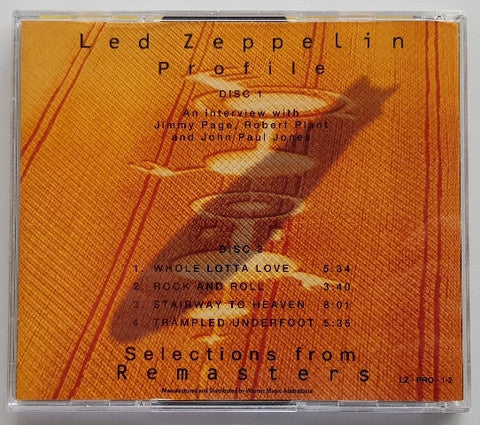 Led Zeppelin
Profile
DISC 1
An interview with
Jimmy Page, Robert Plant
and John Paul Jones
DISC 2
1. WHOLE LOTTA LOVE 5:34
2. ROCK AND ROLL 3:40
3. STAIRWAY TO HEAVEN 8:01
4. TRAMPLED UNDERFOOT 5:35
Selections from
Remasters
Manufactured and Distributed by Warner Music Australasia
LZ - PRO - 1-2